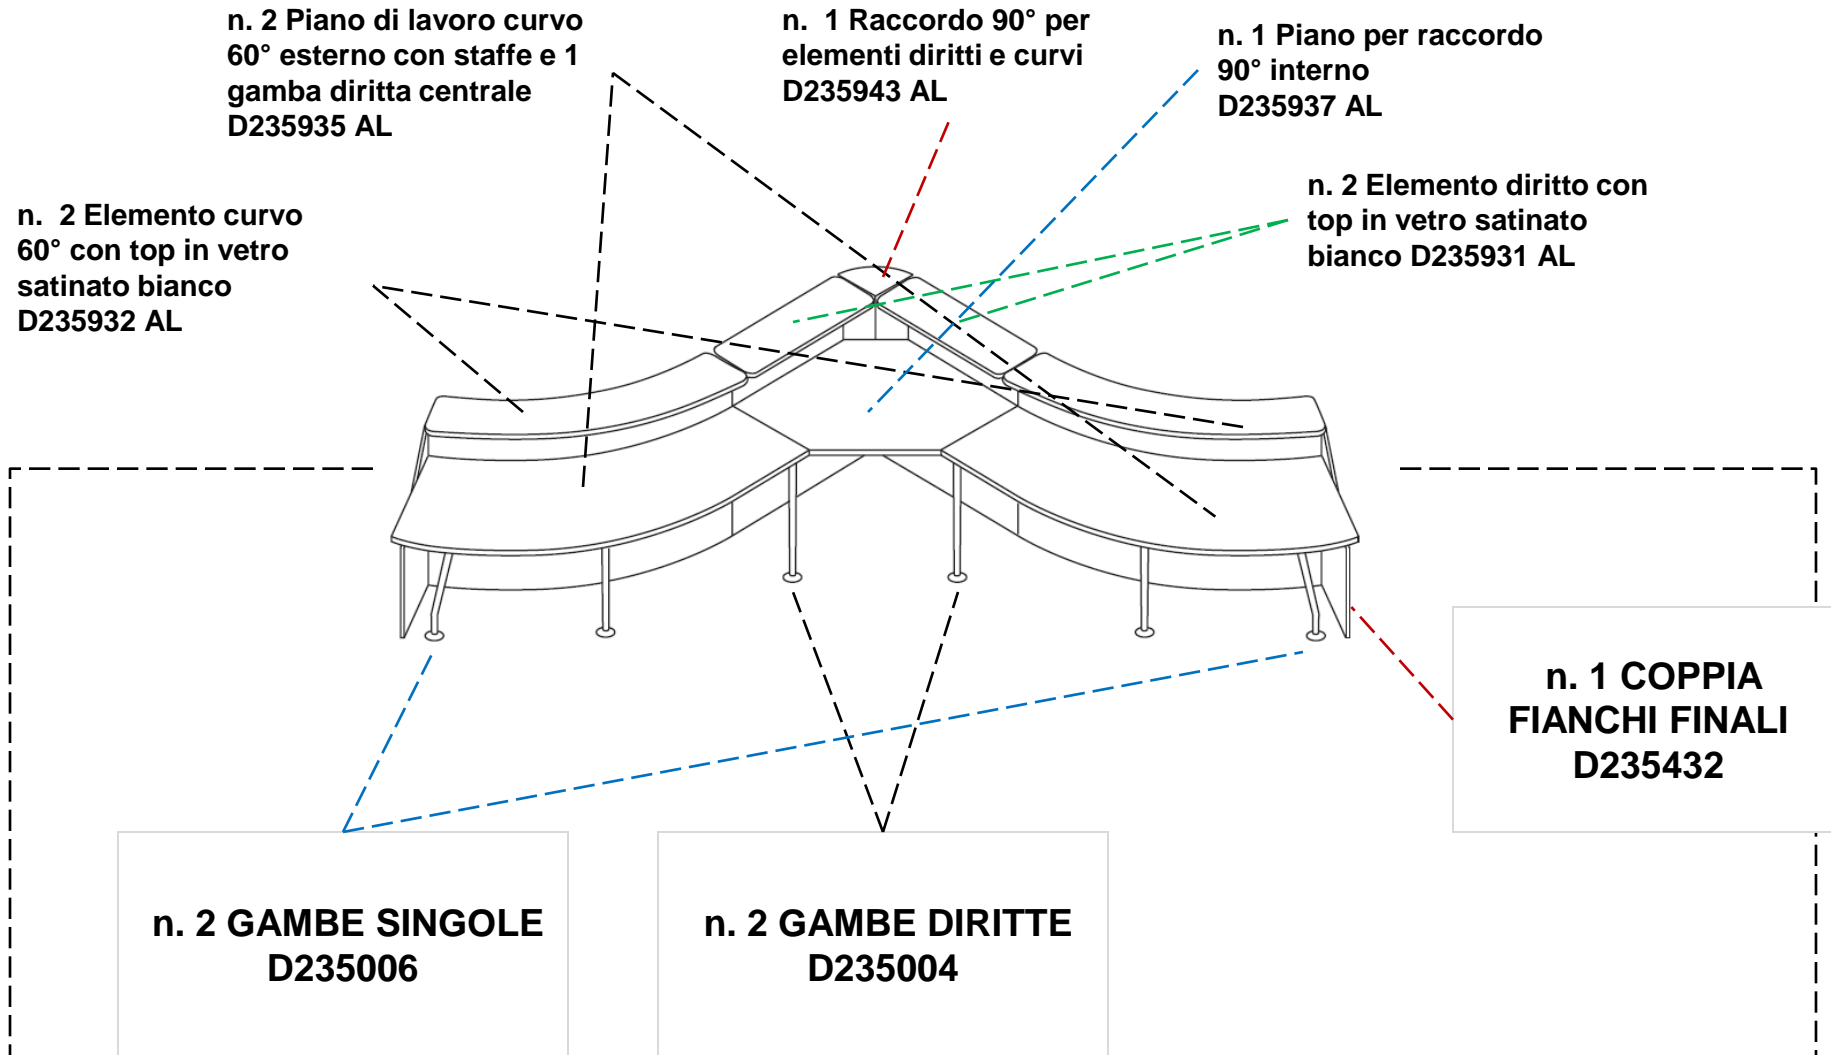 n. 2 Piano di lavoro curvo
60° esterno con staffe e 1
gamba diritta centrale
D235935 AL
n.  1 Raccordo 90° per
elementi diritti e curvi
D235943 AL
n. 1 Piano per raccordo
90° interno
D235937 AL
n. 2 Elemento diritto con
top in vetro satinato
bianco D235931 AL
n.  2 Elemento curvo
60° con top in vetro
satinato bianco
D235932 AL
n. 1 COPPIA
FIANCHI FINALI
D235432
n. 2 GAMBE SINGOLE
D235006
n. 2 GAMBE DIRITTE
D235004